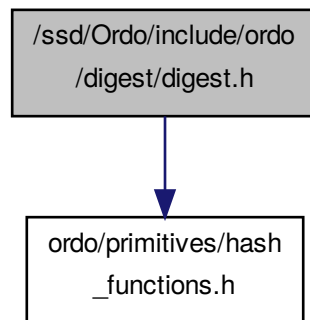 /ssd/Ordo/include/ordo
/digest/digest.h
ordo/primitives/hash
_functions.h